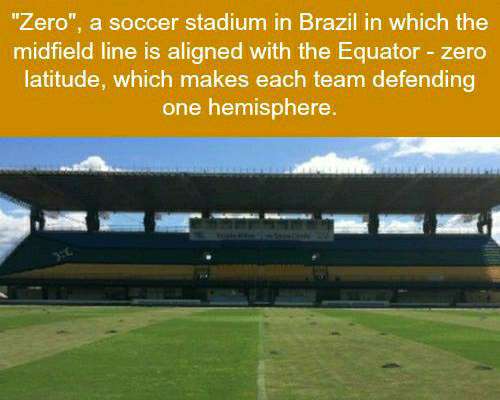 "Zero", a soccer stadium in Brazil in which the
midfield line is aligned with the Equator - zero
latitude, which makes each team defending
one hemisphere.